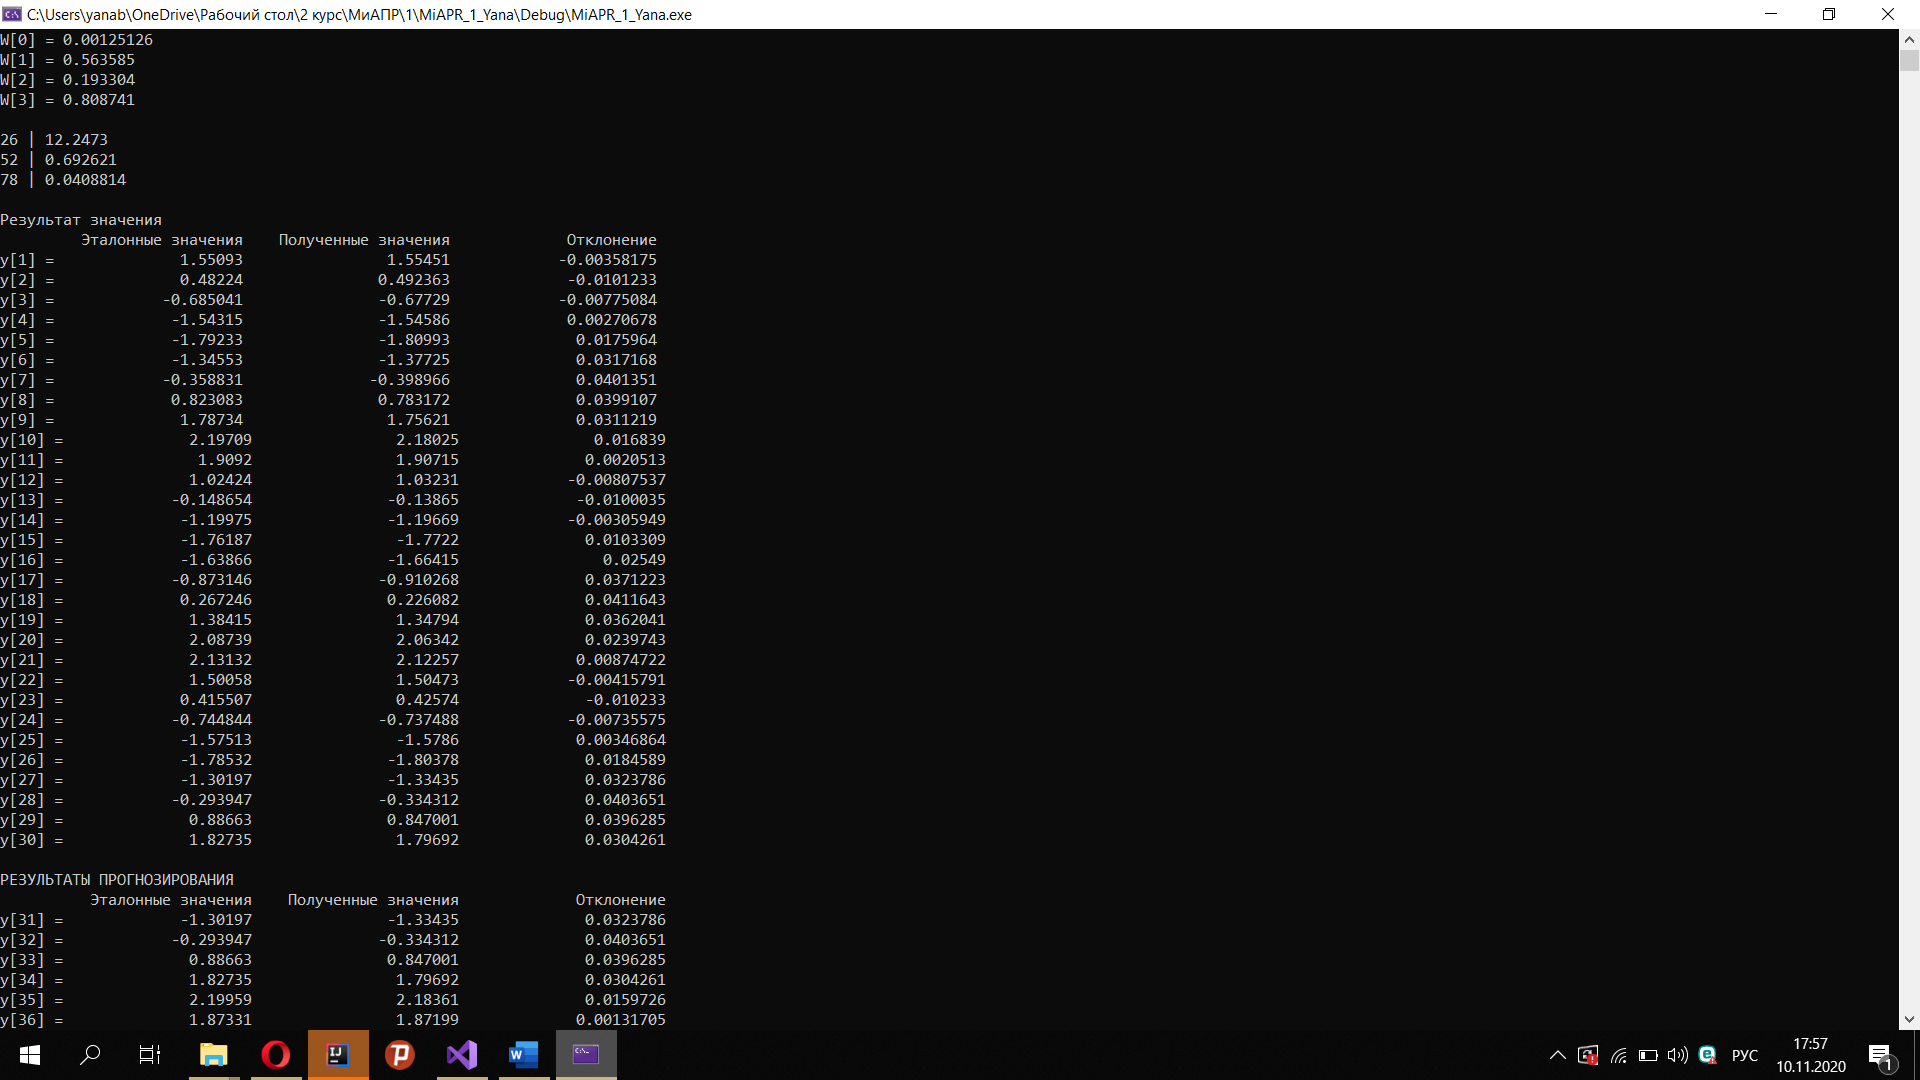 C:\Users\yanab\OneDrive\Рабочий стол\2 курс\МиАПР\1\MiAPR_1_Yana\Debug\MiAPR_1_Yana.exe
W[0] = 0.00125126
W[1] = 0.563585
W[2] = 0.193304
W[3] = 0.808741
26 | 12.2473
52 | 0.692621
78 | 0.0408814
Результат значения
Эталонные значения Полученные значения Отклонение
y[1] = 1.55093 1.55451 -0.00358175
y[2] = 0.48224 0.492363 -0.0101233
y[3] = -0.685041 -0.67729 -0.00775084
y[4] = -1.54315 -1.54586 0.00270678
y[5] = -1.79233 -1.80993 0.0175964
y[6] = -1.34553 -1.37725 0.0317168
y[7] = -0.358831 -0.398966 0.0401351
y[8] = 0.823083 0.783172 0.0399107
y[9] = 1.78734 1.75621 0.0311219
y[10] = 2.19709 2.18025 0.016839
y[11] = 1.9092 1.90715 0.0020513
y[12] = 1.02424 1.03231 -0.00807537
y[13] = -0.148654 -0.13865 -0.0100035
y[14] = -1.19975 -1.19669 -0.00305949
y[15] = -1.76187 -1.7722 0.0103309
y[16] = -1.63866 -1.66415 0.02549
y[17] = -0.873146 -0.910268 0.0371223
y[18] = 0.267246 0.226082 0.0411643
y[19] = 1.38415 1.34794 0.0362041
y[20] = 2.08739 2.06342 0.0239743
y[21] = 2.13132 2.12257 0.00874722
y[22] = 1.50058 1.50473 -0.00415791
y[23] = 0.415507 0.42574 -0.010233
y[24] = -0.744844 -0.737488 -0.00735575
y[25] = -1.57513 -1.5786 0.00346864
y[26] = -1.78532 -1.80378 0.0184589
y[27] = -1.30197 -1.33435 0.0323786
y[28] = -0.293947 -0.334312 0.0403651
y[29] = 0.88663 0.847001 0.0396285
y[30] = 1.82735 1.79692 0.0304261
РЕЗУЛЬТАТЫ ПРОГНОЗИРОВАНИЯ
Эталонные значения Полученные значения Отклонение
y[31] = -1.30197 -1.33435 0.0323786
y[32] = -0.293947 -0.334312 0.0403651
y[33] = 0.88663 0.847001 0.0396285
y[34] = 1.82735 1.79692 0.0304261
y[35] = 2.19959 2.18361 0.0159726
y[36] = 1.87331 1.87199 0.00131705
РУС
17:57
10.11.2020
1